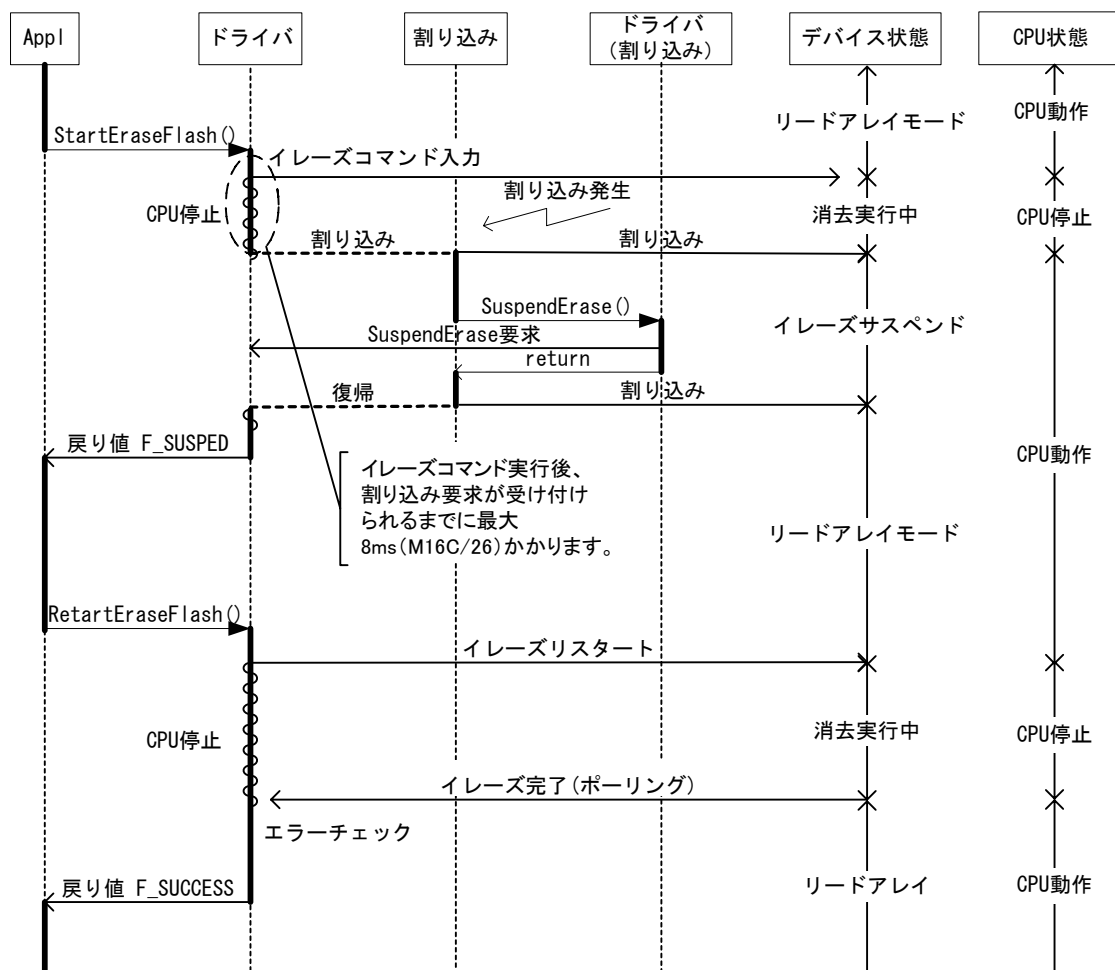 Appl
ドライバ
割り込み
ドライバ
(割り込み)
デバイス状態
CPU状態
CPU動作
リードアレイモード
StartEraseFlash()
イレーズコマンド入力
割り込み発生
CPU停止
消去実行中
CPU停止
割り込み
割り込み
SuspendErase()
イレーズサスペンド
SuspendErase要求
return
復帰
割り込み
戻り値 F_SUSPED
CPU動作
イレーズコマンド実行後、
割り込み要求が受け付け
られるまでに最大
8ms(M16C/26)かかります。
リードアレイモード
RetartEraseFlash()
イレーズリスタート
CPU停止
消去実行中
CPU停止
イレーズ完了(ポーリング)
エラーチェック
戻り値 F_SUCCESS
リードアレイ
CPU動作